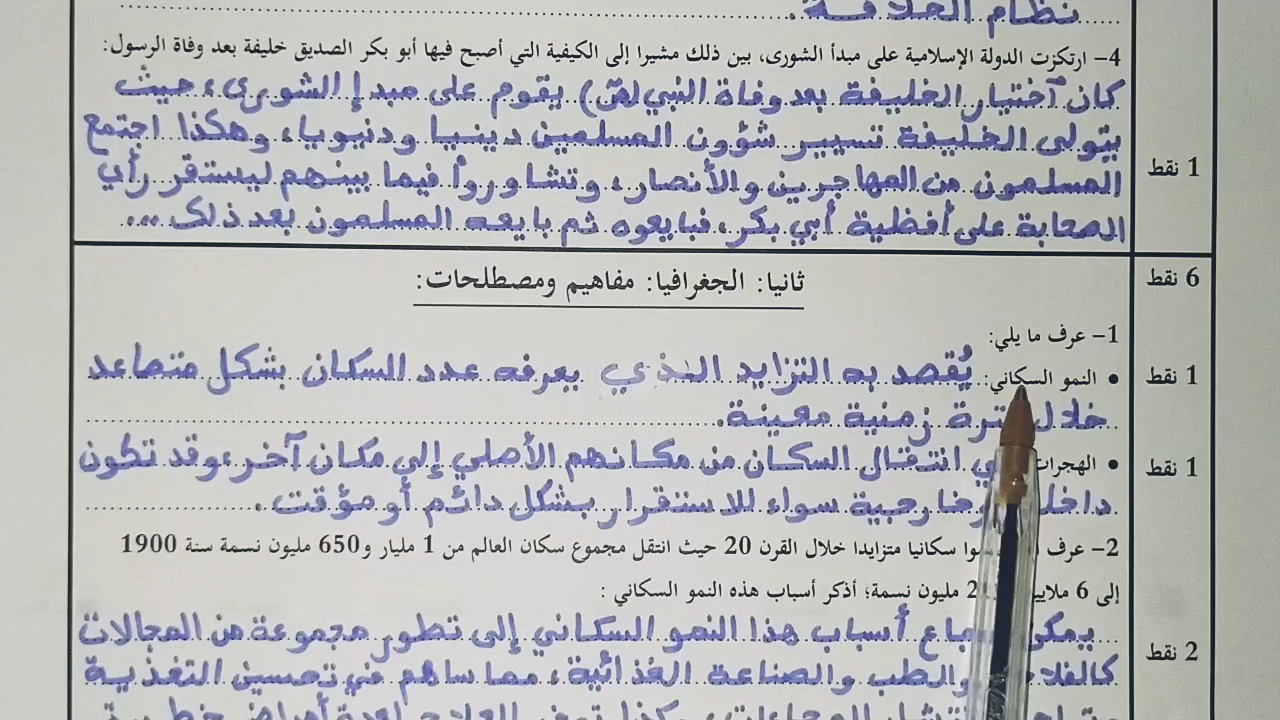 نظام الخلافة.
4- ارتكزت الدولة الإسلامية على مبدأ الشورى، بين ذلك مشيرا إلى الكيفية التي أصبح فيها أبو بكر الصديق خليفة بعد وفاة الرسول:
كان اختيار الخليفة بعد وفاة النبي (ص) يقوم على مبدإ الشورى، حيث
يتولى الخليفة تسيير شؤون المسلمين دينيا ودنيويا، وهكذا اجتمع
1 نقط
المسلمون من المهاجرين والأنصار، وتشاوروا فيما بينهم ليستقر رأي
الصحابة على أفظلية أبي بكر، فبايعوه ثم بايعه المسلمون بعد ذلك ...
6 نقط
ثانيا: الجغرافيا: مفاهيم ومصطلحات:
1- عرف ما يلي:
1 نقط
• النمو السكاني: يُقصد به التزايد الذي يعرفه عدد السكان بشكل متصاعد
خلال فترة زمنية معينة.
1 نقط
• الهجرات انتقال السكان من مكانهم الأصلي إلى مكان آخر، وقد تكون
سواء للاستقرار بشكل دائم أو مؤقت.
2- عرف سكانيا متزايدا خلال القرن 20 حيث انتقل مجموع سكان العالم من 1 مليار و650 مليون نسمة سنة 1900
إلى 6 مليون نسمة؛ أذكر أسباب هذه النمو السكاني :
2 نقط
أسباب هذا النمو السكاني إلى تطور مجموعة من المجالات
والطب والصناعة الغذائية، مما ساهم في تحسين التغذية